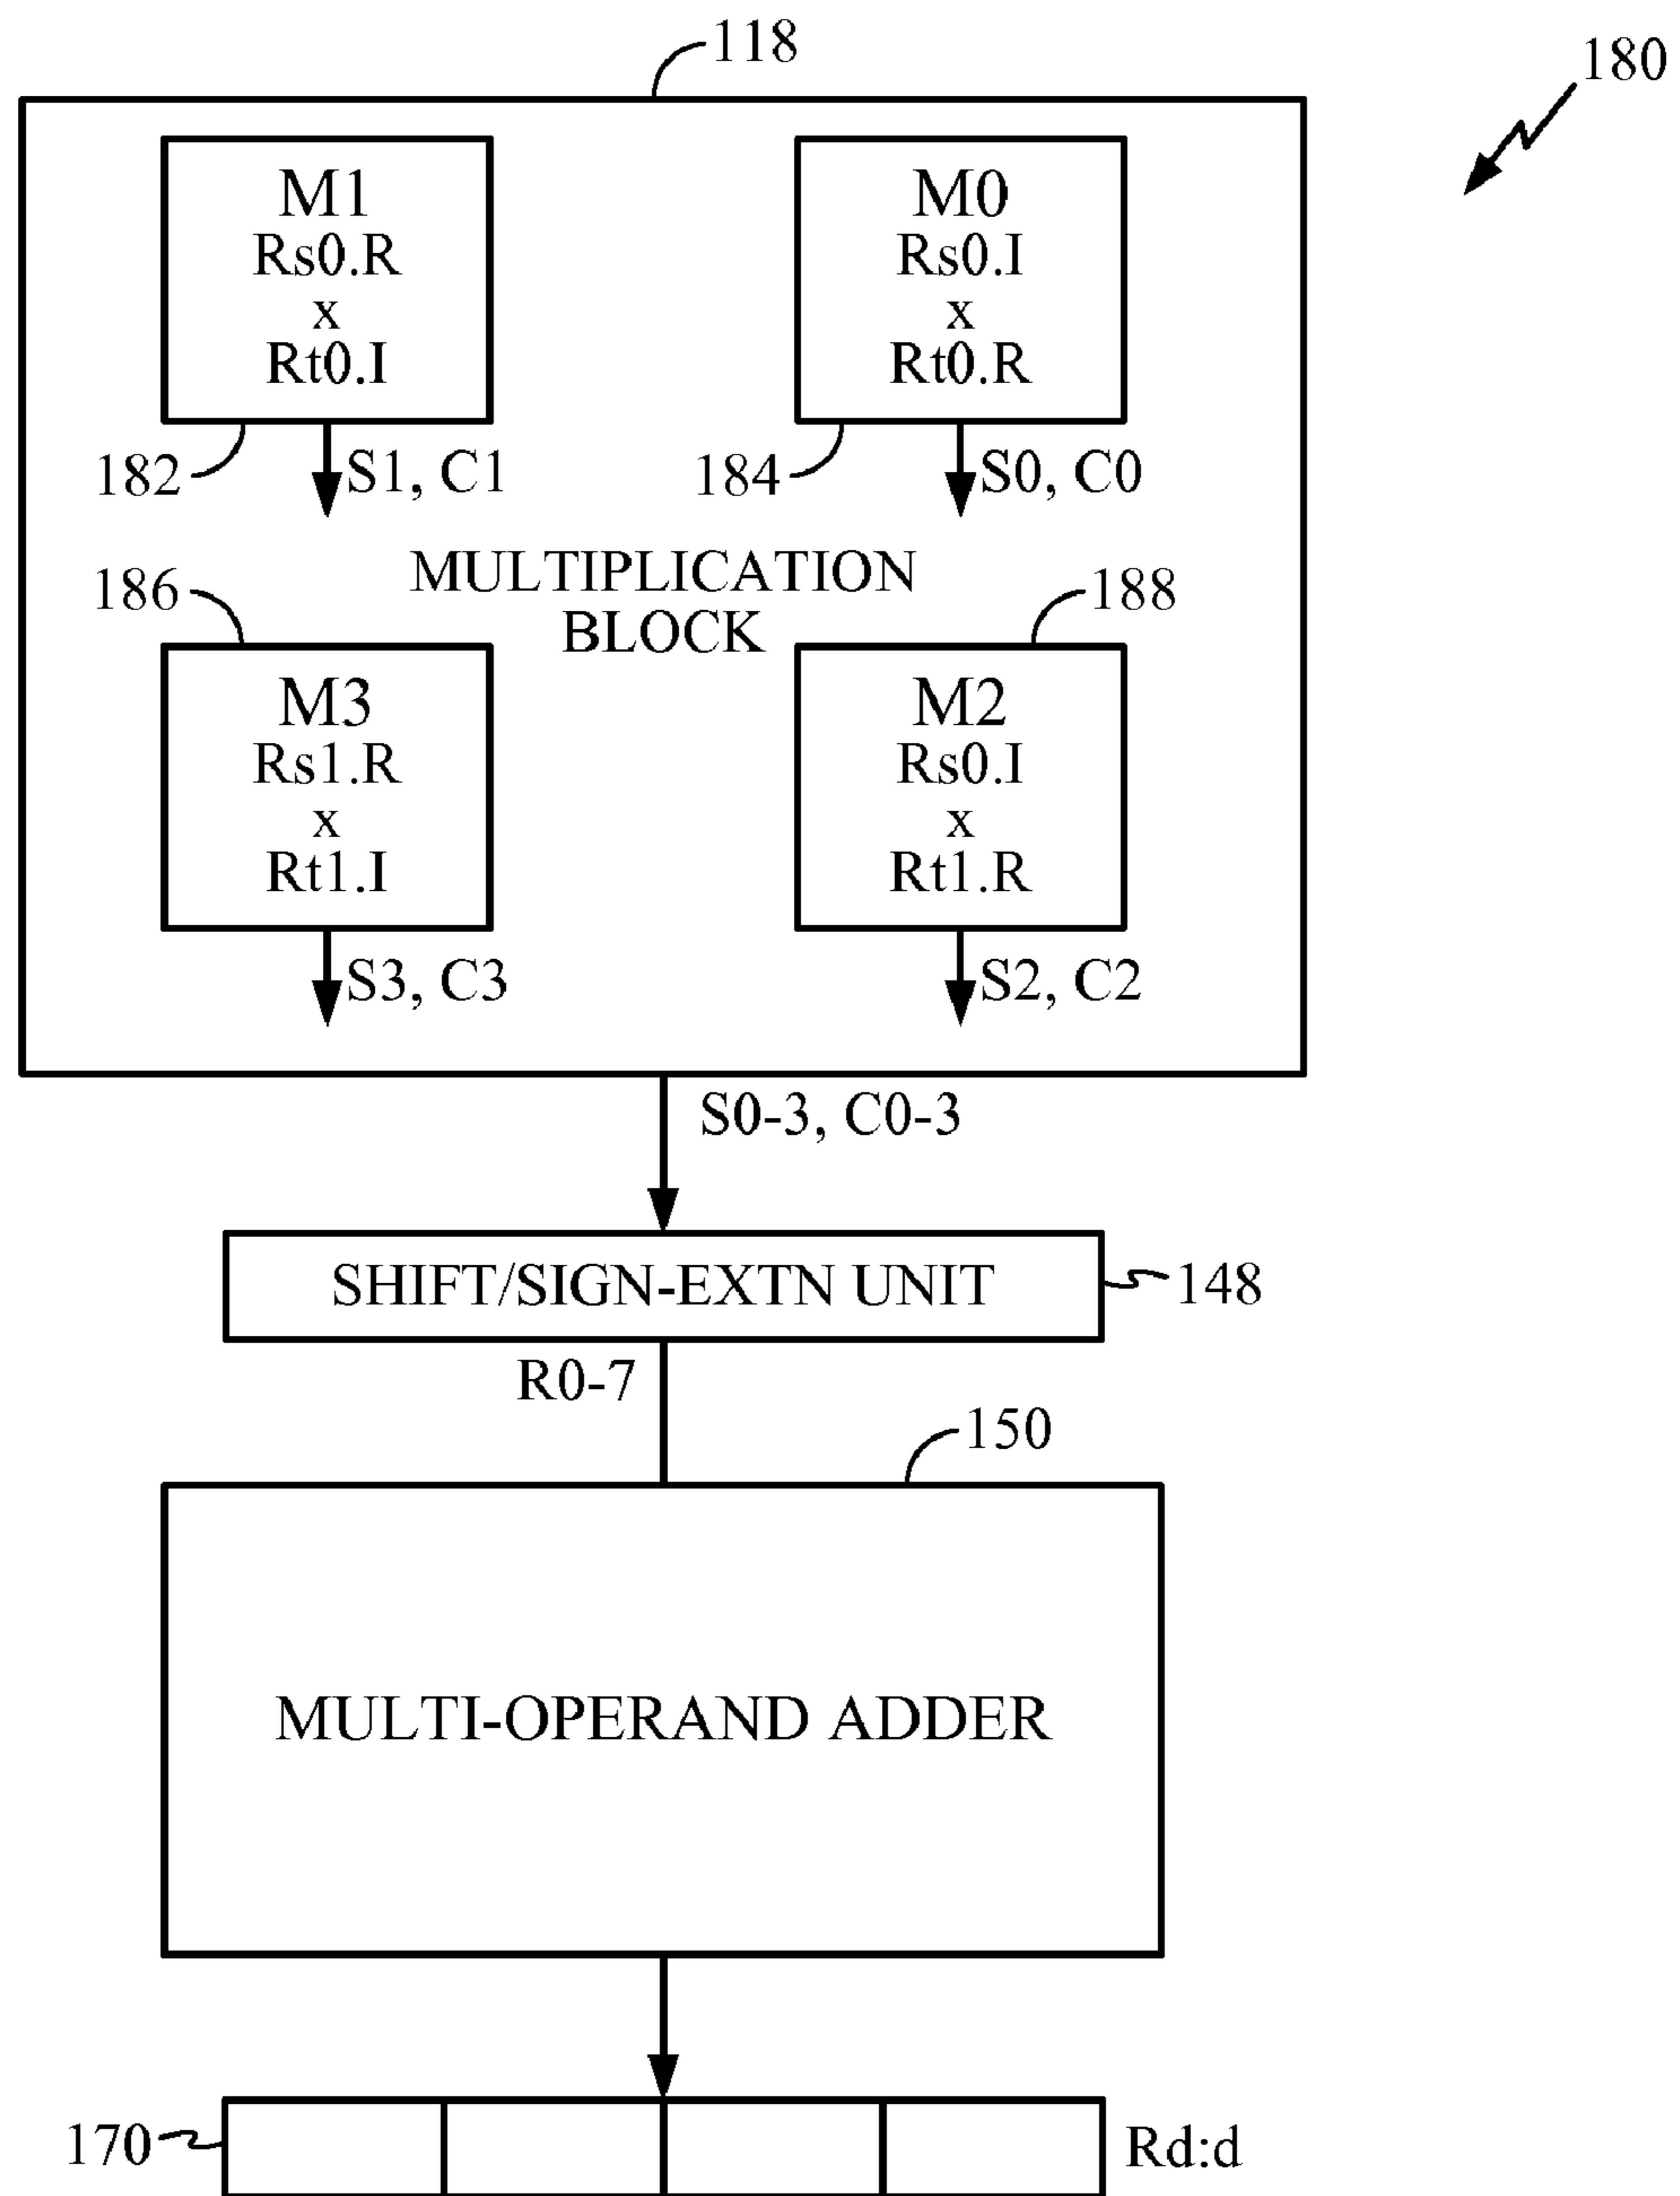 118
180
M1
Rs0.R
x
Rt0.I
M0
Rs0.I
x
Rt0.R
182
S1, C1
184
S0, C0
MULTIPLICATION
BLOCK
186
188
M3
Rs1.R
x
Rt1.I
M2
Rs0.I
x
Rt1.R
S3, C3
S2, C2
S0-3, C0-3
SHIFT/SIGN-EXTN UNIT
148
R0-7
150
MULTI-OPERAND ADDER
170
Rd:d